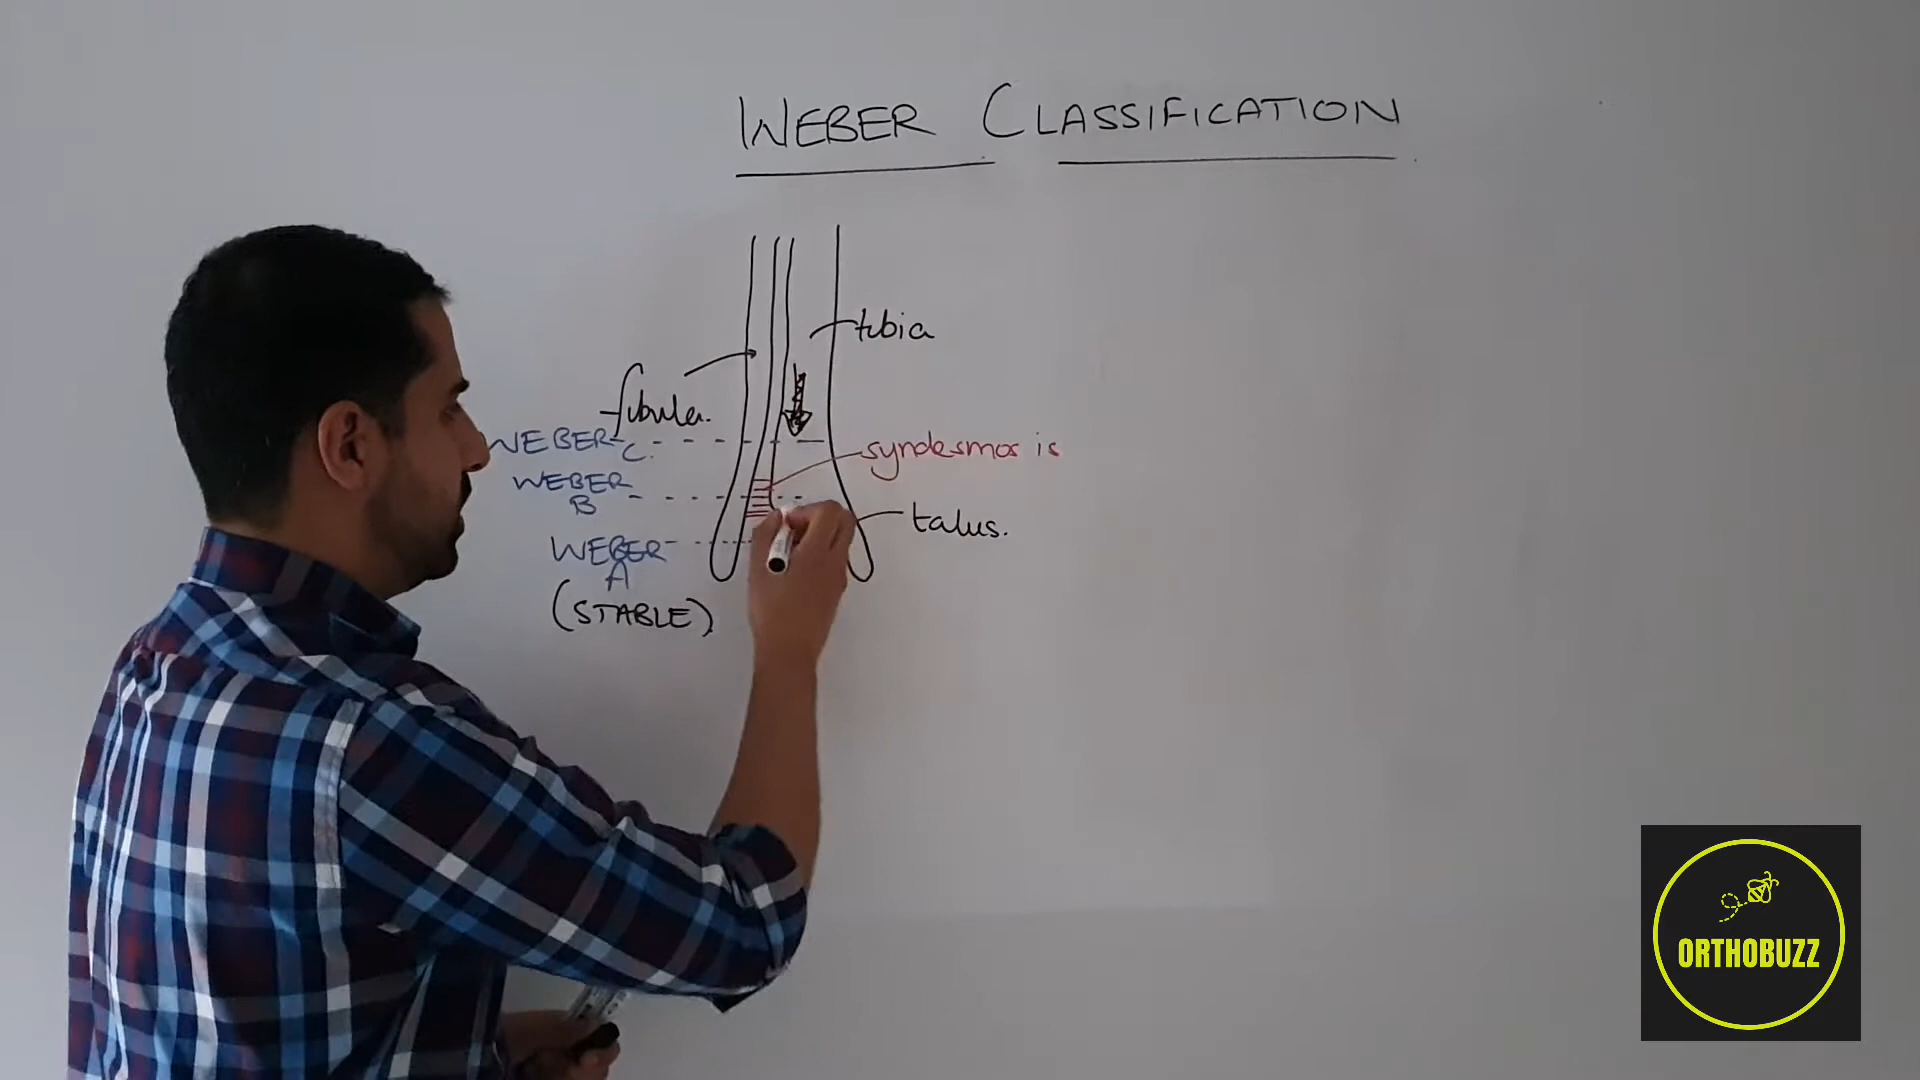 WEBER CLASSIFICATION
tibia
fibula.
WEBER
C.
syndesmosis
WEBER
B
talus.
WEBER
A
(STABLE)
ORTHOBUZZ